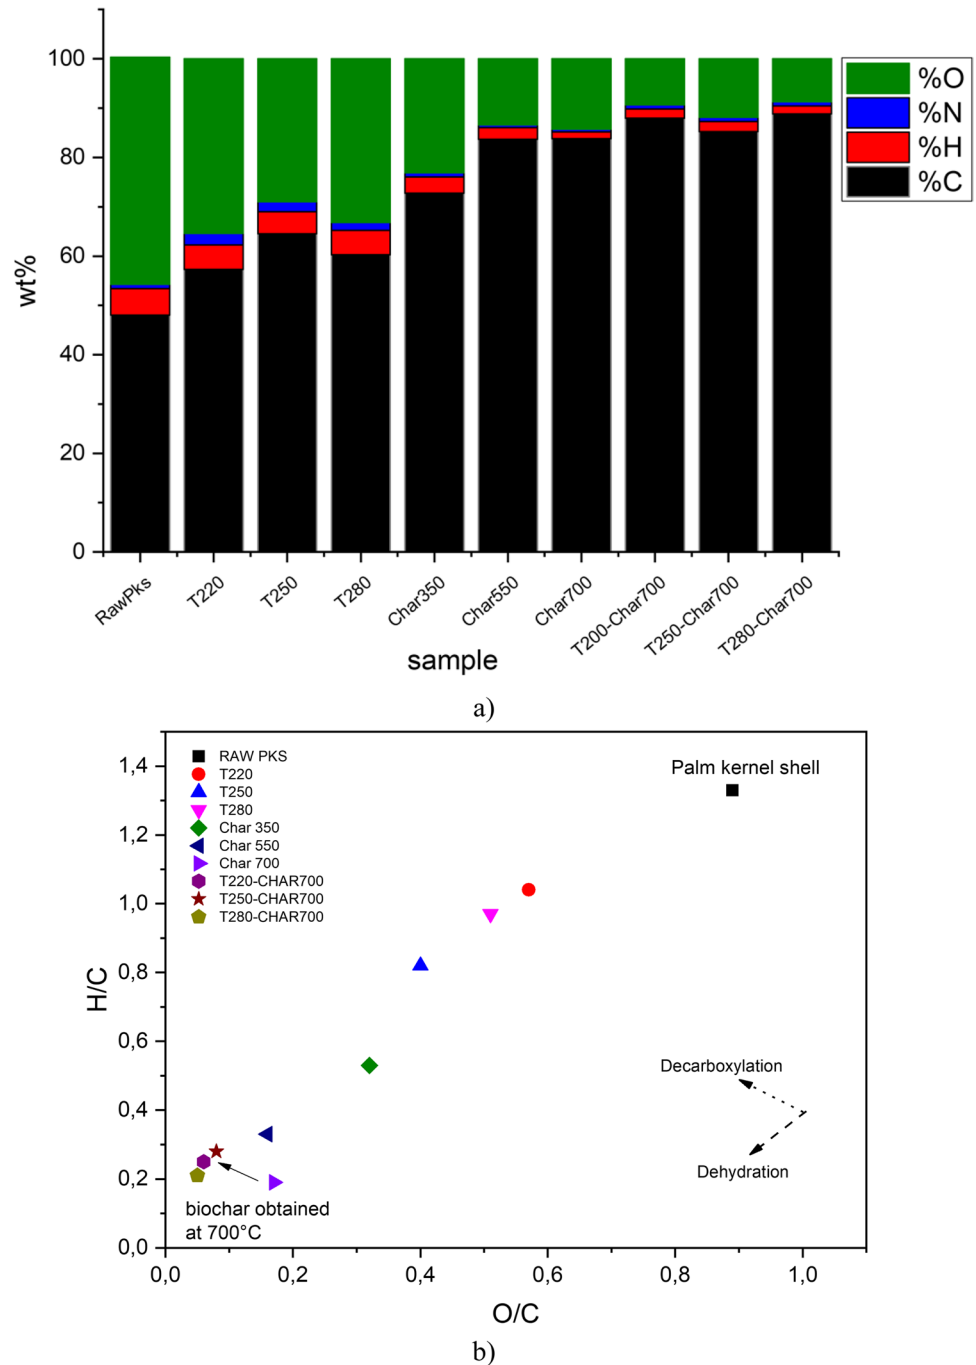 100
80
60
40
20
0
wt%
%O
%N
%H
%C
RawPks
T220
T250
T280
Char350
Char550
Char700
T200-Char700
T250-Char700
T280-Char700
sample
a)
RAW PKS
T220
T250
T280
Char 350
Char 550
Char 700
T220-CHAR700
T250-CHAR700
T280-CHAR700
Palm kernel shell
Decarboxylation
Dehydration
biochar obtained
at 700°C
1,4
1,2
1,0
0,8
0,6
0,4
0,2
0,0
H/C
0,0
0,2
0,4
0,6
0,8
1,0
O/C
b)